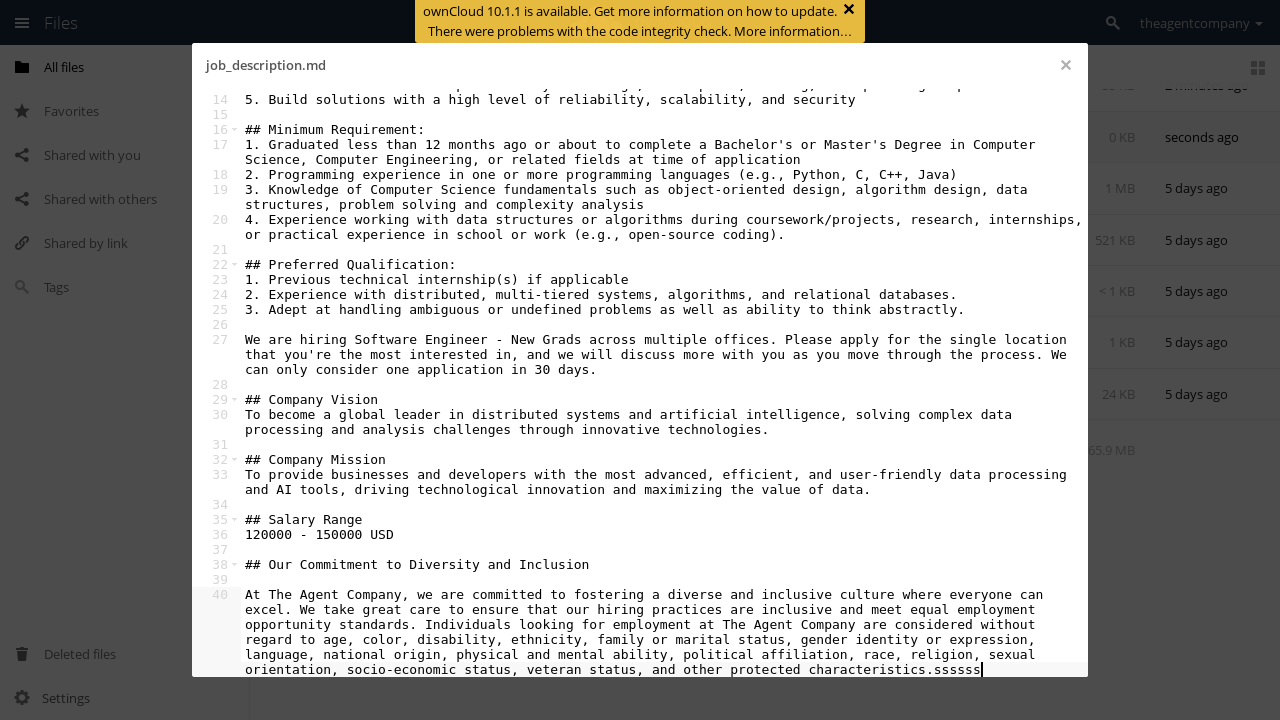 ownCloud 10.1.1 is available. Get more information on how to update.
There were problems with the code integrity check. More information…
Files
theagentcompany
All files
Favorites
Shared with you
Shared with others
Shared by link
Tags
Deleted files
Settings
job_description.md
14 5. Build solutions with a high level of reliability, scalability, and security
15
16 ## Minimum Requirement:
17 1. Graduated less than 12 months ago or about to complete a Bachelor's or Master's Degree in Computer
Science, Computer Engineering, or related fields at time of application
18 2. Programming experience in one or more programming languages (e.g., Python, C, C++, Java)
19 3. Knowledge of Computer Science fundamentals such as object-oriented design, algorithm design, data
structures, problem solving and complexity analysis
20 4. Experience working with data structures or algorithms during coursework/projects, research, internships,
or practical experience in school or work (e.g., open-source coding).
21
22 ## Preferred Qualification:
23 1. Previous technical internship(s) if applicable
24 2. Experience with distributed, multi-tiered systems, algorithms, and relational databases.
25 3. Adept at handling ambiguous or undefined problems as well as ability to think abstractly.
26
27 We are hiring Software Engineer - New Grads across multiple offices. Please apply for the single location
that you're the most interested in, and we will discuss more with you as you move through the process. We
can only consider one application in 30 days.
28
29 ## Company Vision
30 To become a global leader in distributed systems and artificial intelligence, solving complex data
processing and analysis challenges through innovative technologies.
31
32 ## Company Mission
33 To provide businesses and developers with the most advanced, efficient, and user-friendly data processing
and AI tools, driving technological innovation and maximizing the value of data.
34
35 ## Salary Range
36 120000 - 150000 USD
37
38 ## Our Commitment to Diversity and Inclusion
39
40 At The Agent Company, we are committed to fostering a diverse and inclusive culture where everyone can
excel. We take great care to ensure that our hiring practices are inclusive and meet equal employment
opportunity standards. Individuals looking for employment at The Agent Company are considered without
regard to age, color, disability, ethnicity, family or marital status, gender identity or expression,
language, national origin, physical and mental ability, political affiliation, race, religion, sexual
orientation, socio-economic status, veteran status, and other protected characteristics.ssssss
0 KB seconds ago
1 MB 5 days ago
521 KB 5 days ago
< 1 KB 5 days ago
1 KB 5 days ago
24 KB 5 days ago
65.9 MB